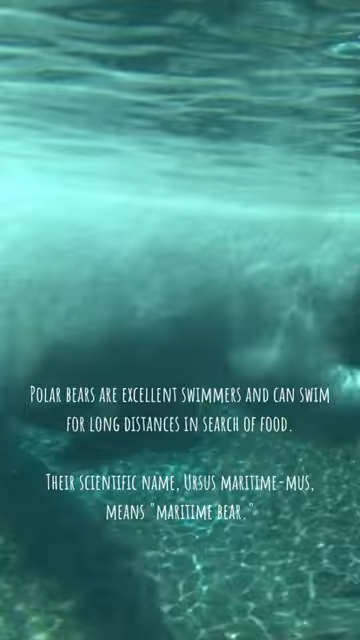 Polar bears are excellent swimmers and can swim
for long distances in search of food.
Their scientific name, Ursus maritime-mus,
means "maritime bear."